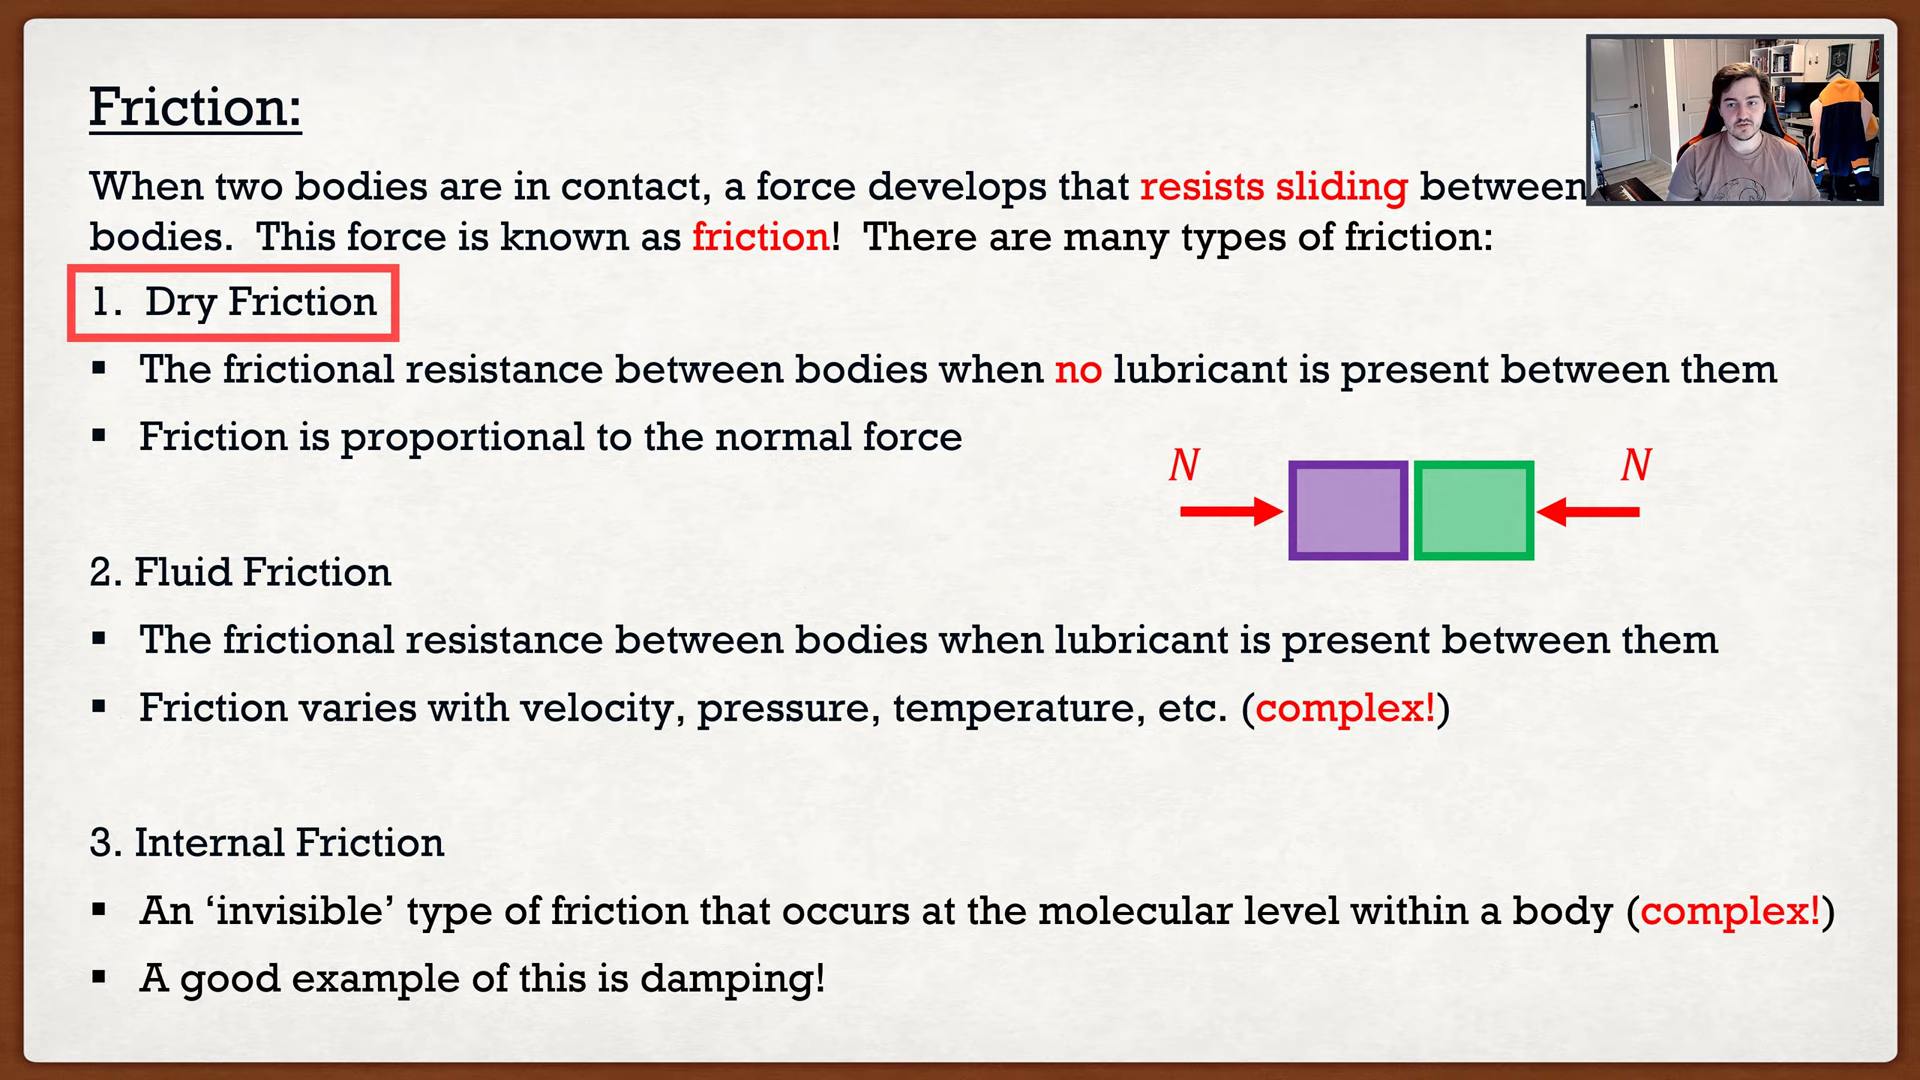 Friction:
When two bodies are in contact, a force develops that resists sliding between
bodies.  This force is known as friction!  There are many types of friction:
1.  Dry Friction
▪ The frictional resistance between bodies when no lubricant is present between them
▪ Friction is proportional to the normal force
N N
2. Fluid Friction
▪ The frictional resistance between bodies when lubricant is present between them
▪ Friction varies with velocity, pressure, temperature, etc. (complex!)
3. Internal Friction
▪ An ‘invisible’ type of friction that occurs at the molecular level within a body (complex!)
▪ A good example of this is damping!